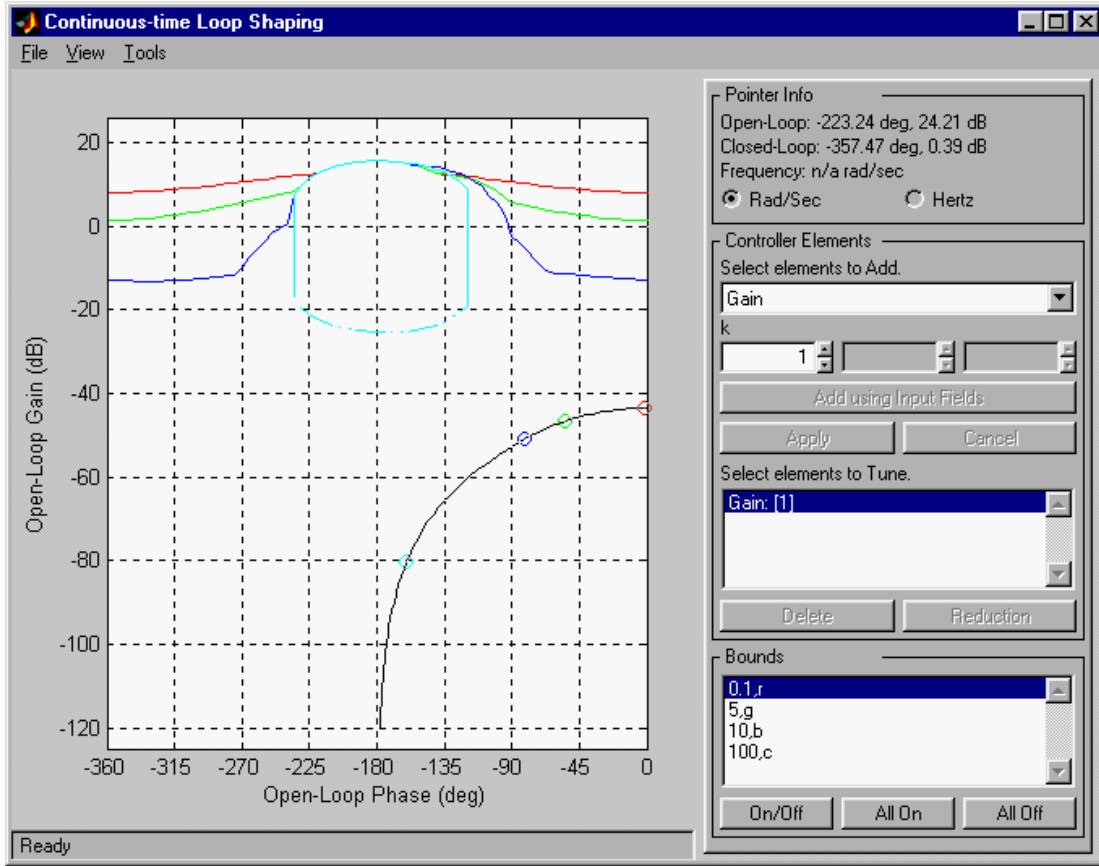 Continuous-time Loop Shaping
File View Tools
20
0
-20
-40
-60
-80
-100
-120
Open-Loop Gain (dB)
-360 -315 -270 -225 -180 -135 -90 -45 0
Open-Loop Phase (deg)
Ready
Pointer Info
Open-Loop: -223.24 deg, 24.21 dB
Closed-Loop: -357.47 deg, 0.39 dB
Frequency: n/a rad/sec
Rad/Sec Hertz
Controller Elements
Select elements to Add.
Gain
k
1
Add using Input Fields
Apply Cancel
Select elements to Tune.
Gain: [1]
Delete Reduction
Bounds
0.1,r
5,g
10,b
100,c
On/Off All On All Off